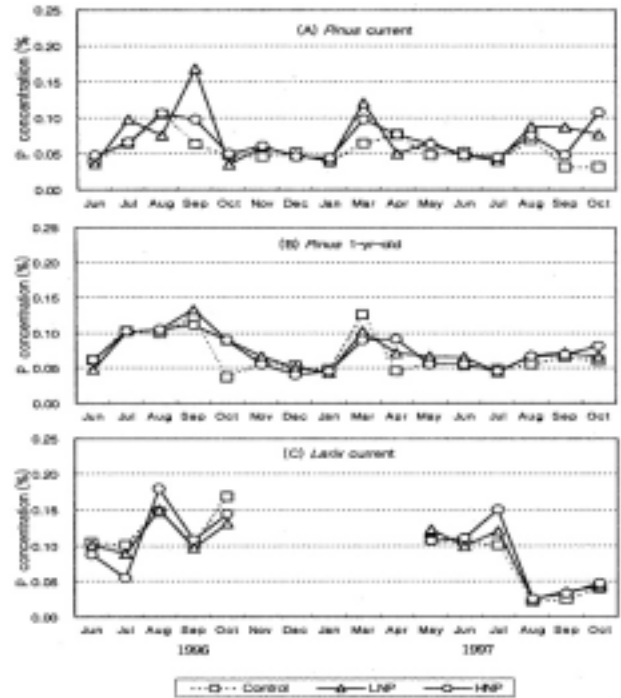 0.25
(A) Pinus current
0.20
0.15
0.10
0.05
0.00
P concentration (%
Jun Jul Aug Sep Oct Nov Dec Jan Mar Apr May Jun Jul Aug Sep Oct
0.25
(B) Pinus 1-yr-old
0.20
0.15
0.10
0.05
0.00
P concentration (%)
Jun Jul Aug Sep Oct Nov Dec Jan Mar Apr May Jun Jul Aug Sep Oct
0.25
(C) Larix current
0.20
0.15
0.10
0.05
0.00
P concentration (%)
Jun Jul Aug Sep Oct Nov Dec Jan Mar Apr May Jun Jul Aug Sep Oct
1996 1997
Control LNP HNP